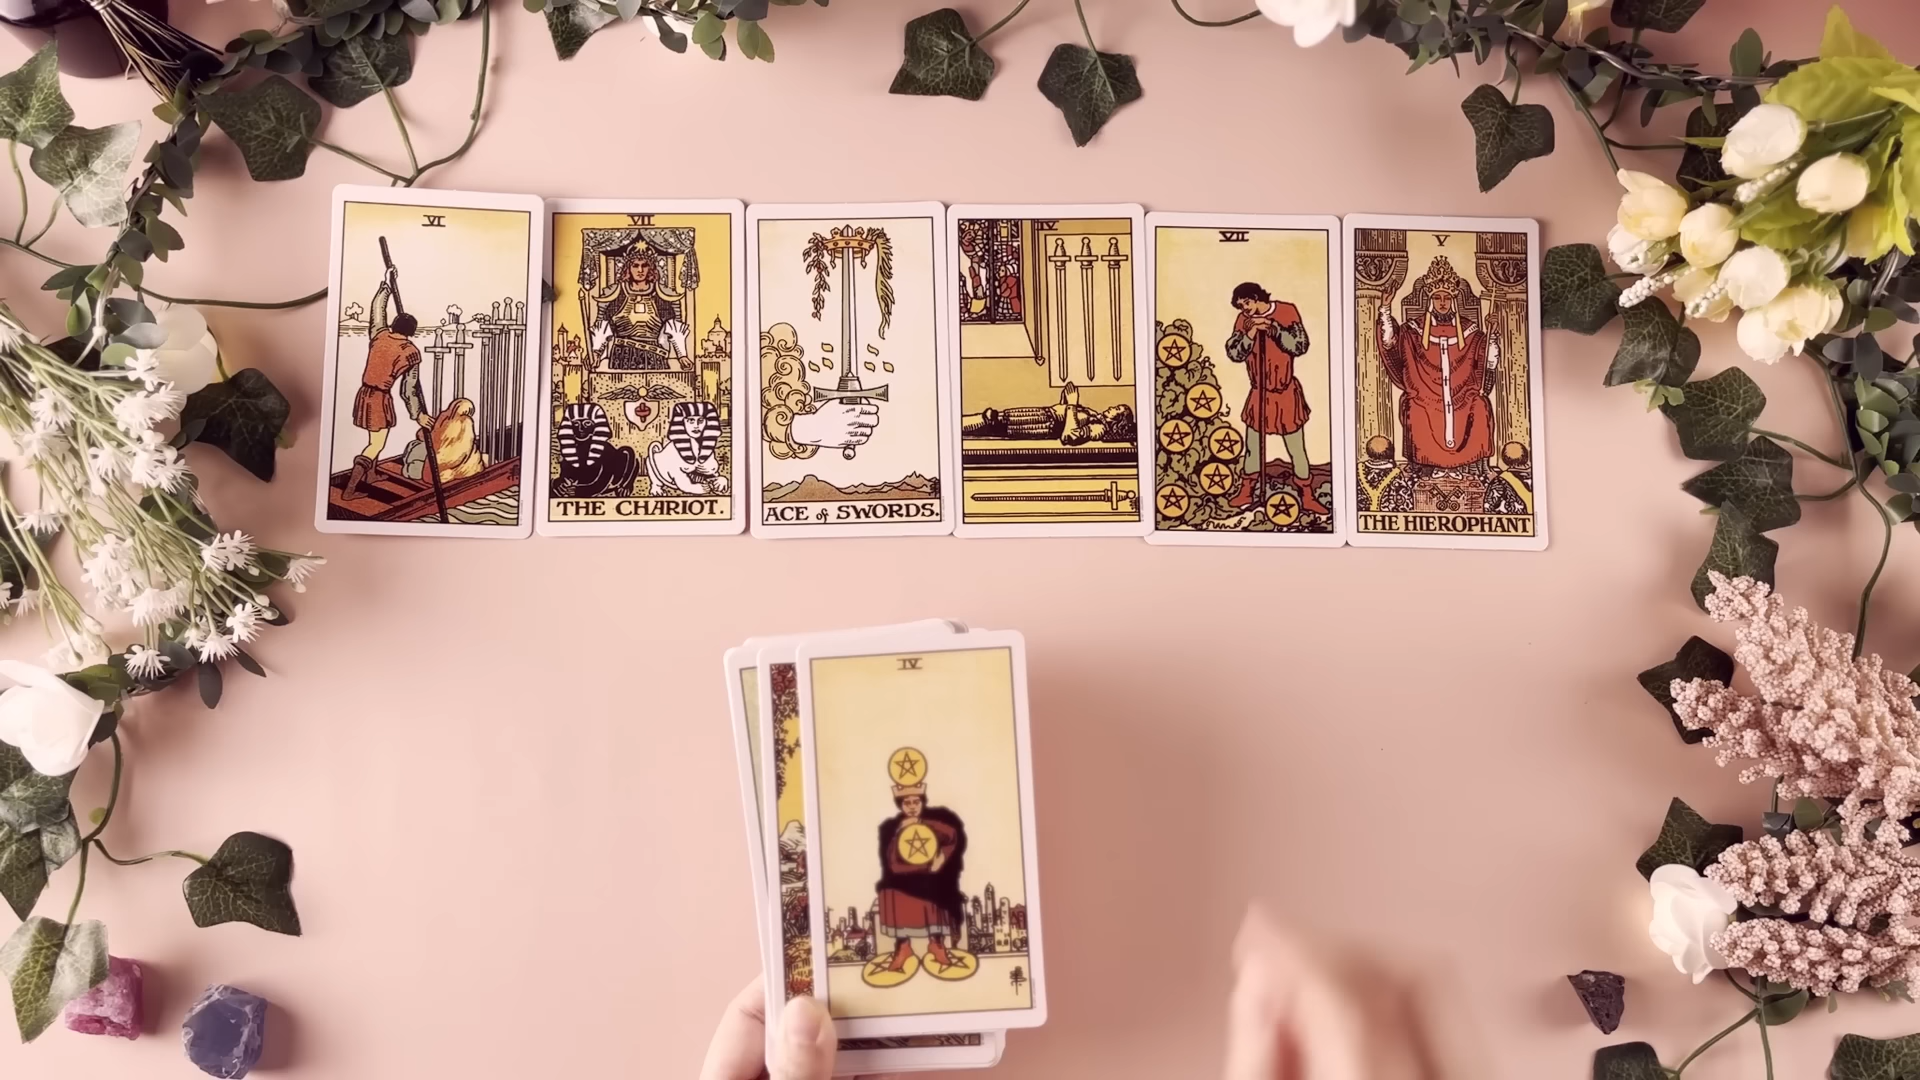 VI
VII
THE CHARIOT.
ACE of SWORDS.
IV
VII
V
THE HIEROPHANT
IV